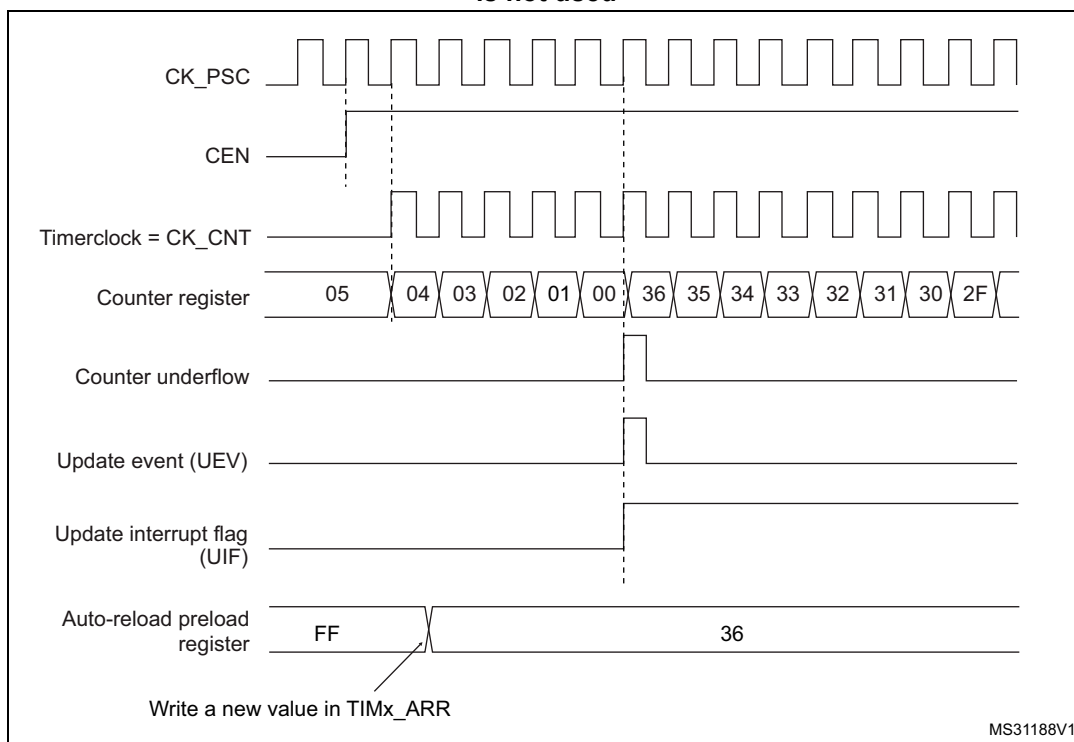 is not used
CK_PSC
CEN
Timerclock = CK_CNT
Counter register 05 04 03 02 01 00 36 35 34 33 32 31 30 2F
Counter underflow
Update event (UEV)
Update interrupt flag
(UIF)
Auto-reload preload
register
FF 36
Write a new value in TIMx_ARR
MS31188V1